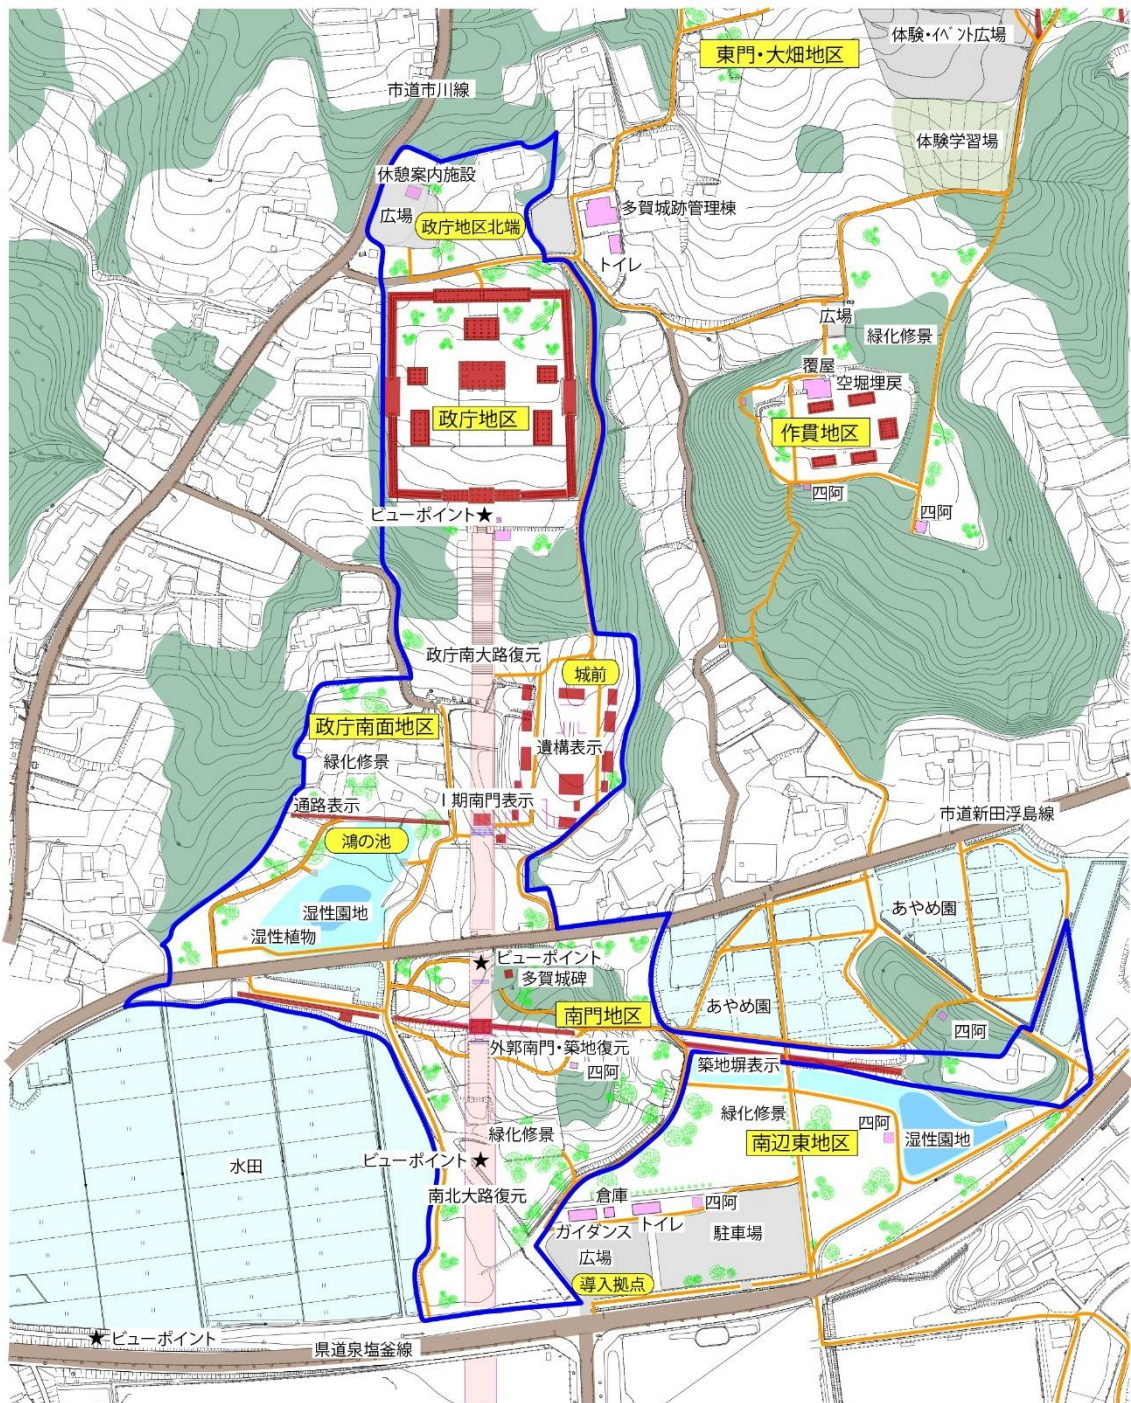 体験・イベント広場
東門・大畑地区
市道市川線
体験学習場
休憩案内施設
広場
政庁地区北端
多賀城跡管理棟
トイレ
広場
緑化修景
覆屋
空堀埋戻
政庁地区
作貫地区
四阿
ビューポイント★
四阿
政庁南大路復元
城前
政庁南面地区
遺構表示
緑化修景
Ⅰ期南門表示
通路表示
市道新田浮島線
鴻の池
湿性園地
湿性植物
あやめ園
★ビューポイント
多賀城碑
あやめ園
南門地区
四阿
外郭南門・築地復元
築地塀表示
四阿
緑化修景
緑化修景
四阿
湿性園地
南辺東地区
ビューポイント★
水田
南北大路復元
倉庫
四阿
トイレ
ガイダンス
駐車場
広場
導入拠点
★ビューポイント
県道泉塩釜線